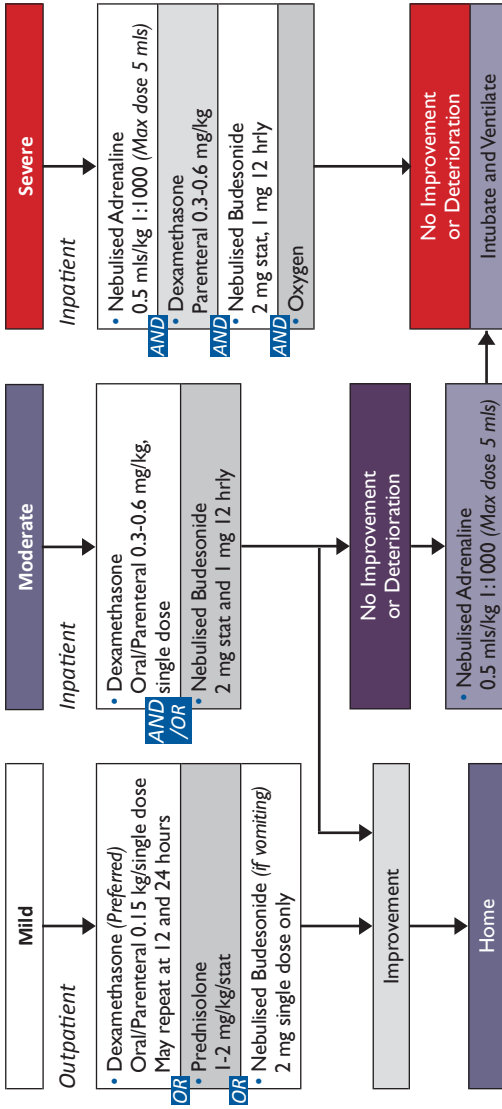 Mild
Outpatient
• Dexamethasone (Preferred)
Oral/Parenteral 0.15 kg/single dose
May repeat at 12 and 24 hours
OR
• Prednisolone
1-2 mg/kg/stat
OR
• Nebulised Budesonide (if vomiting)
2 mg single dose only
Improvement
Home
Moderate
Inpatient
• Dexamethasone
Oral/Parenteral 0.3-0.6 mg/kg,
single dose
AND
/OR
• Nebulised Budesonide
2 mg stat and 1 mg 12 hrly
No Improvement
or Deterioration
• Nebulised Adrenaline
0.5 mls/kg 1:1000 (Max dose 5 mls)
Severe
Inpatient
• Nebulised Adrenaline
0.5 mls/kg 1:1000 (Max dose 5 mls)
AND
• Dexamethasone
Parenteral 0.3-0.6 mg/kg
AND
• Nebulised Budesonide
2 mg stat, 1 mg 12 hrly
AND
• Oxygen
No Improvement
or Deterioration
Intubate and Ventilate